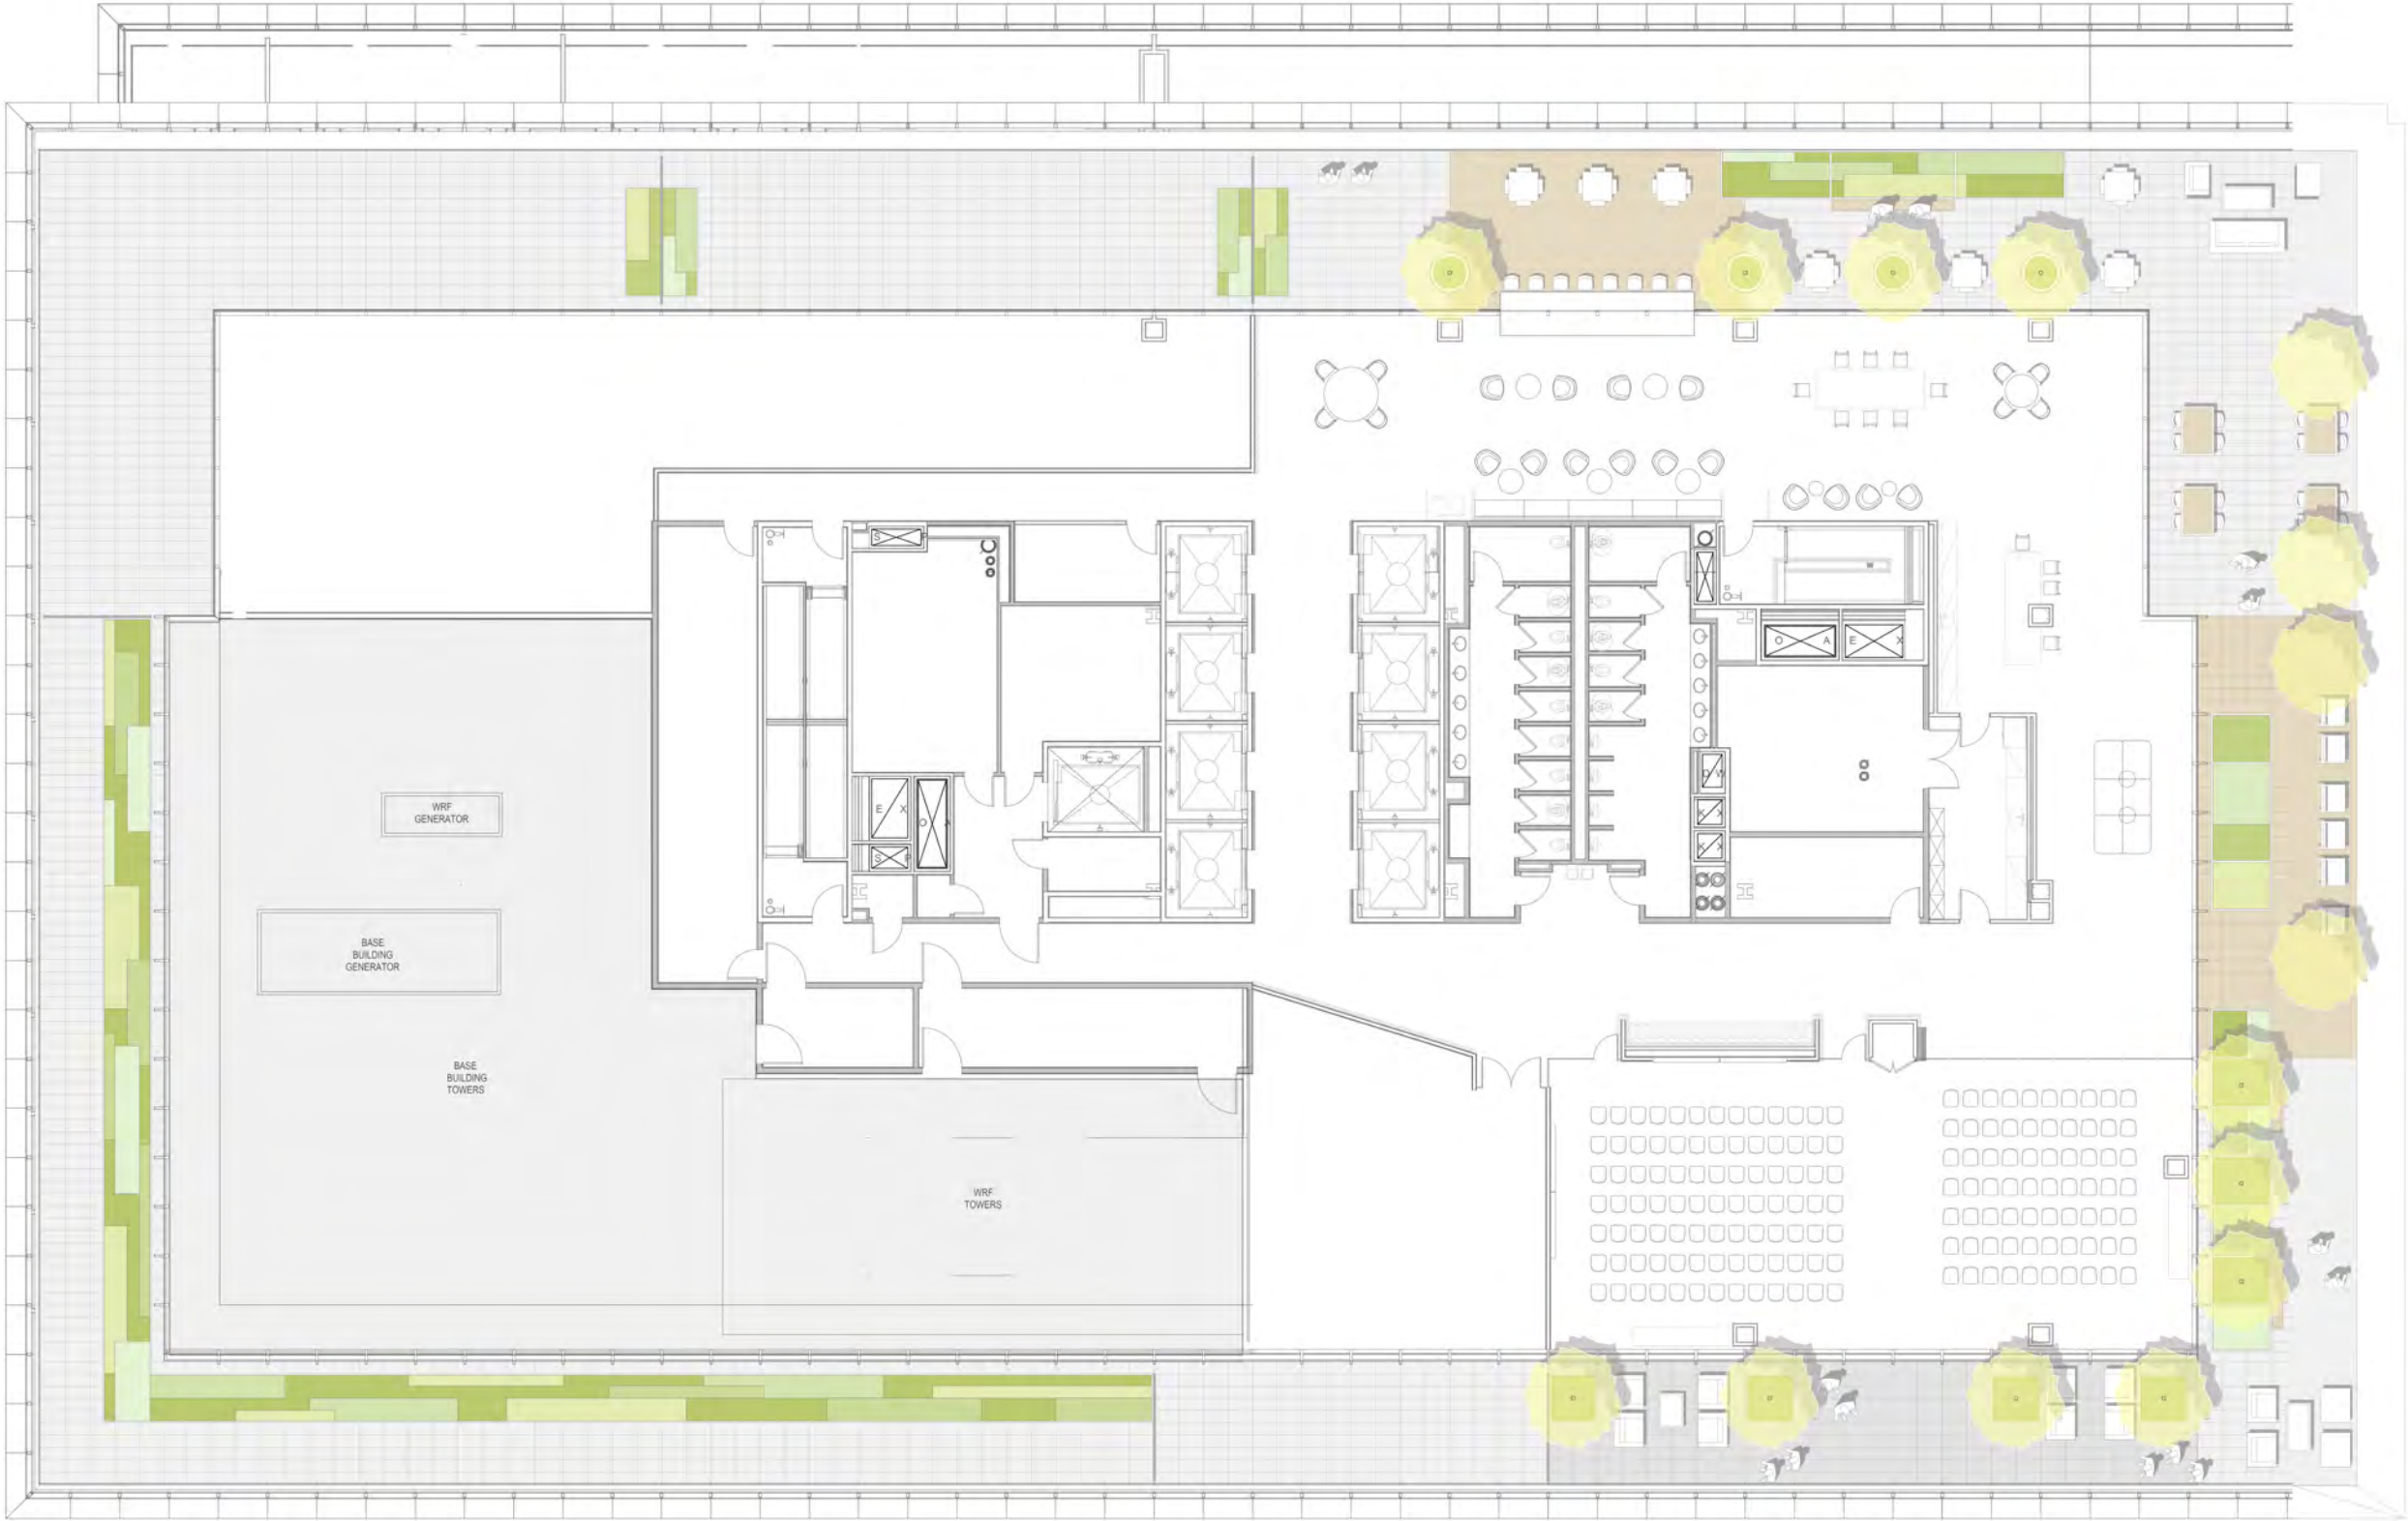 S P
W
O A E X
WRF
GENERATOR
D W
E X
O A
K X
K X
S P
BASE
BUILDING
GENERATOR
BASE
BUILDING
TOWERS
WRF
TOWERS